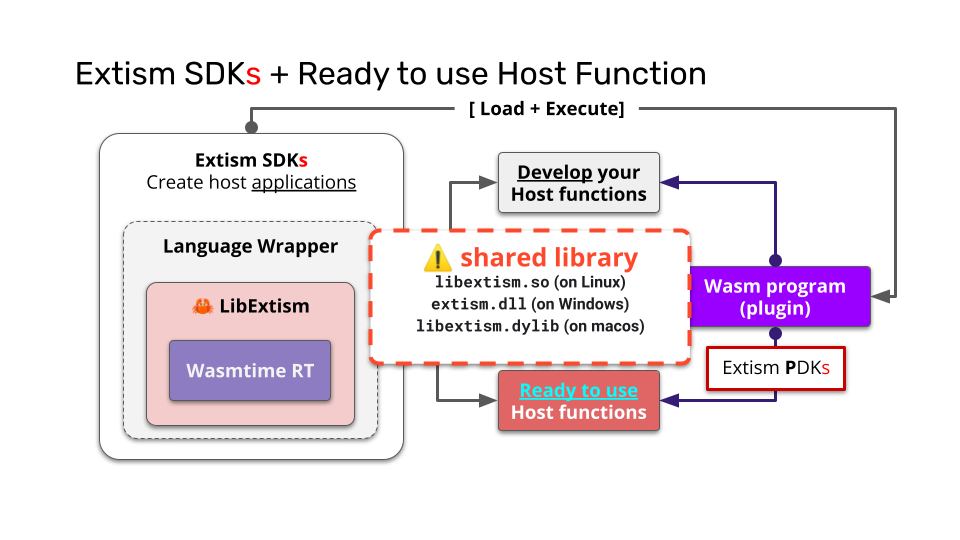 Extism SDKs + Ready to use Host Function
[ Load + Execute]
Extism SDKs
Create host applications
Language Wrapper
🦀 LibExtism
Wasmtime RT
Develop your
Host functions
⚠️ shared library
libextism.so (on Linux)
extism.dll (on Windows)
libextism.dylib (on macos)
Ready to use
Host functions
Wasm program
(plugin)
Extism PDKs